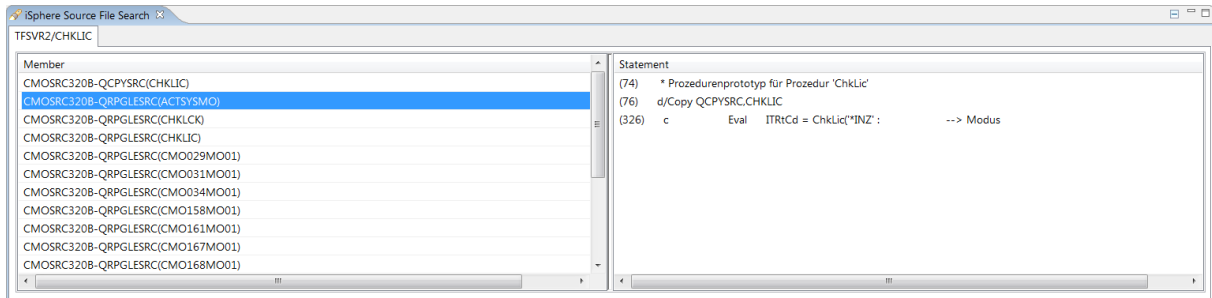 iSphere Source File Search
TFSVR2/CHKLIC
Member
CMOSRC320B-QCPYSRC(CHKLIC)
CMOSRC320B-QRPGLESRC(ACTSYSMO)
CMOSRC320B-QRPGLESRC(CHKLCK)
CMOSRC320B-QRPGLESRC(CHKLIC)
CMOSRC320B-QRPGLESRC(CMO029MO01)
CMOSRC320B-QRPGLESRC(CMO031MO01)
CMOSRC320B-QRPGLESRC(CMO034MO01)
CMOSRC320B-QRPGLESRC(CMO158MO01)
CMOSRC320B-QRPGLESRC(CMO161MO01)
CMOSRC320B-QRPGLESRC(CMO167MO01)
CMOSRC320B-QRPGLESRC(CMO168MO01)
Statement
(74) * Prozedurenprototyp für Prozedur 'ChkLic'
(76) d/Copy QCPYSRC,CHKLIC
(326) c Eval ITRtCd = ChkLic('*INZ' : --> Modus